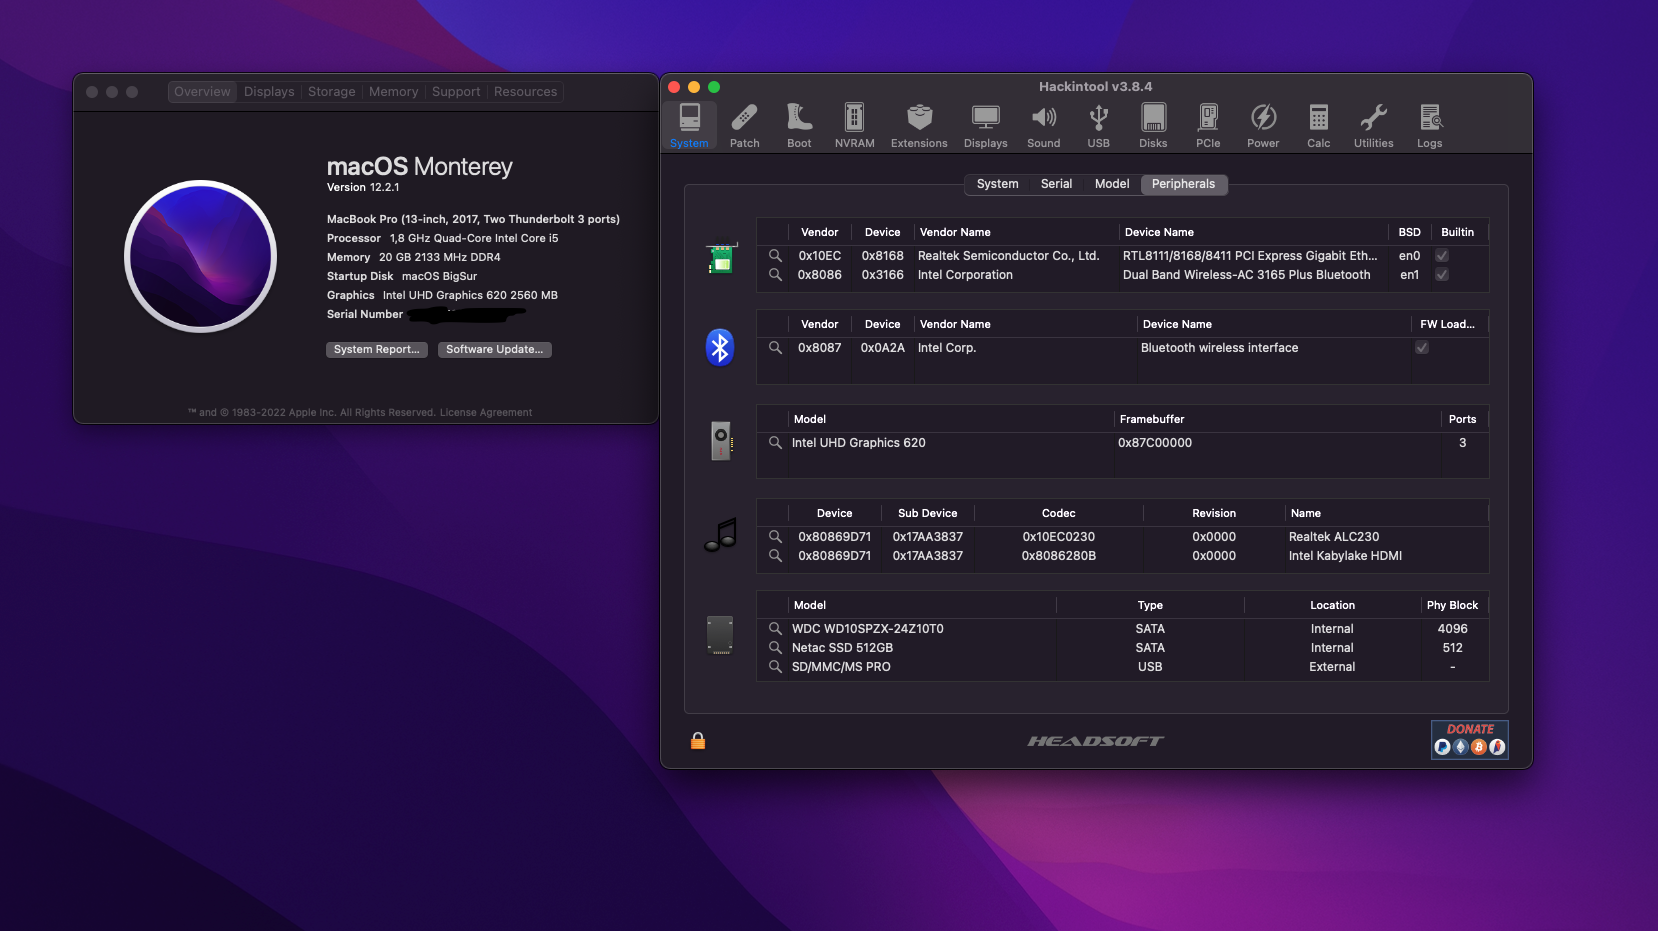 Overview Displays Storage Memory Support Resources
macOS Monterey
Version 12.2.1
MacBook Pro (13-inch, 2017, Two Thunderbolt 3 ports)
Processor 1,8 GHz Quad-Core Intel Core i5
Memory 20 GB 2133 MHz DDR4
Startup Disk macOS BigSur
Graphics Intel UHD Graphics 620 2560 MB
Serial Number
System Report... Software Update...
™ and © 1983-2022 Apple Inc. All Rights Reserved. License Agreement
Hackintool v3.8.4
System Patch Boot NVRAM Extensions Displays Sound USB Disks PCIe Power Calc Utilities Logs
System Serial Model Peripherals
Vendor Device Vendor Name Device Name BSD Builtin
0x10EC 0x8168 Realtek Semiconductor Co., Ltd. RTL8111/8168/8411 PCI Express Gigabit Eth... en0
0x8086 0x3166 Intel Corporation Dual Band Wireless-AC 3165 Plus Bluetooth en1
Vendor Device Vendor Name Device Name FW Load...
0x8087 0x0A2A Intel Corp. Bluetooth wireless interface
Model Framebuffer Ports
Intel UHD Graphics 620 0x87C00000 3
Device Sub Device Codec Revision Name
0x80869D71 0x17AA3837 0x10EC0230 0x0000 Realtek ALC230
0x80869D71 0x17AA3837 0x8086280B 0x0000 Intel Kabylake HDMI
Model Type Location Phy Block
WDC WD10SPZX-24Z10T0 SATA Internal 4096
Netac SSD 512GB SATA Internal 512
SD/MMC/MS PRO USB External -
HEADSOFT
DONATE